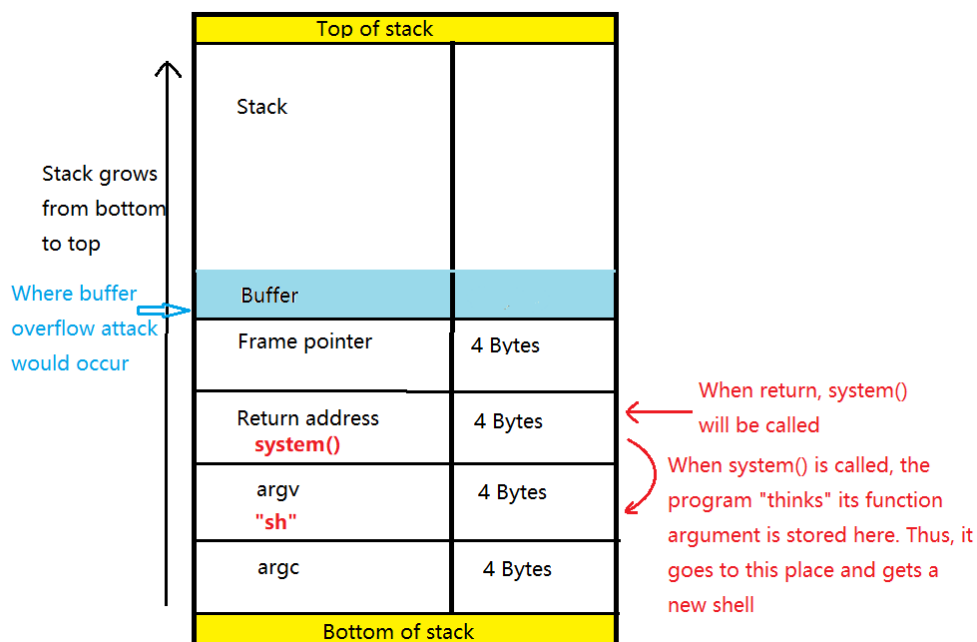 Top of stack
Stack
Stack grows
from bottom
to top
Where buffer
overflow attack
would occur
Buffer
Frame pointer
4 Bytes
Return address
system()
4 Bytes
When return, system()
will be called
argv
"sh"
4 Bytes
When system() is called, the
program "thinks" its function
argument is stored here. Thus, it
goes to this place and gets a
new shell
argc
4 Bytes
Bottom of stack